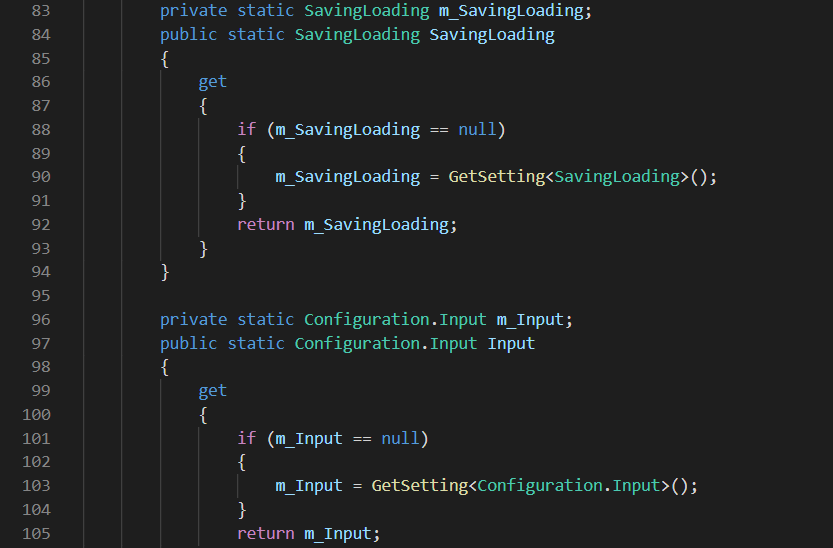 83 private static SavingLoading m_SavingLoading;
84 public static SavingLoading SavingLoading
85 {
86 get
87 {
88 if (m_SavingLoading == null)
89 {
90 m_SavingLoading = GetSetting<SavingLoading>();
91 }
92 return m_SavingLoading;
93 }
94 }
95
96 private static Configuration.Input m_Input;
97 public static Configuration.Input Input
98 {
99 get
100 {
101 if (m_Input == null)
102 {
103 m_Input = GetSetting<Configuration.Input>();
104 }
105 return m_Input;